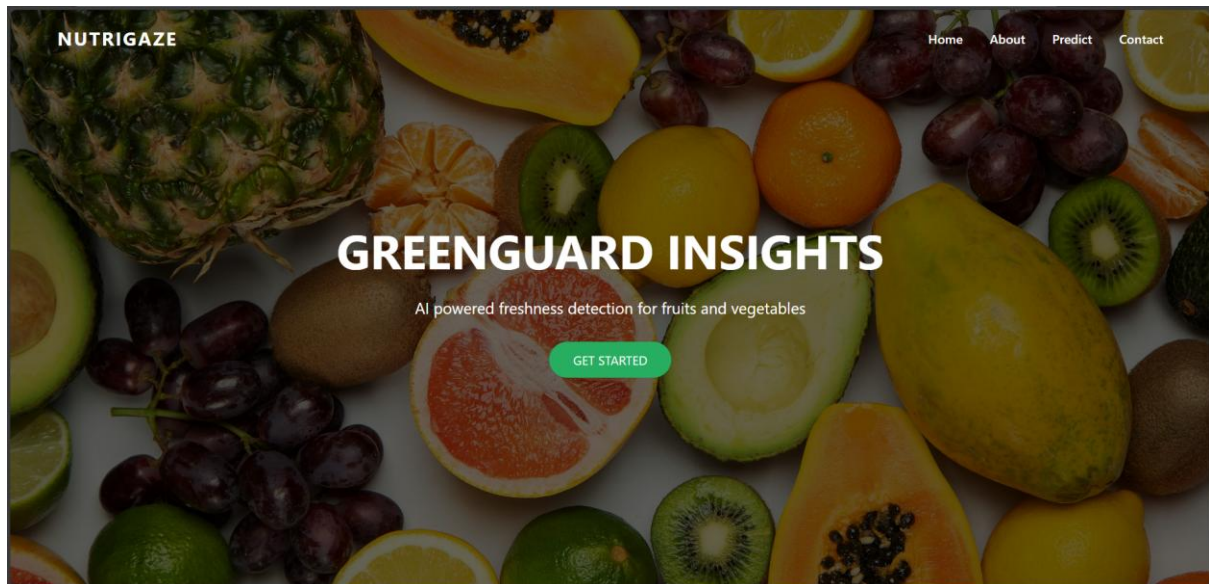 NUTRIGAZE
Home About Predict Contact
GREENGUARD INSIGHTS
AI powered freshness detection for fruits and vegetables
GET STARTED